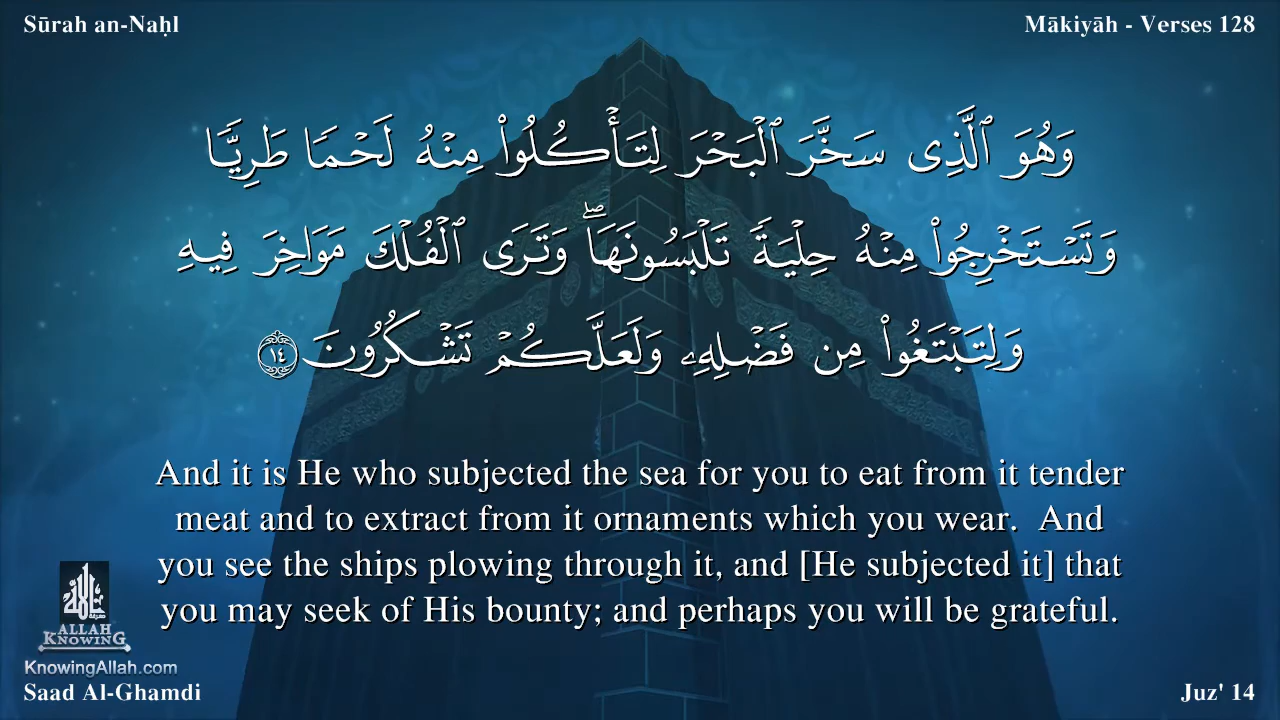 Sūrah an-Naḥl
Mākiyāh - Verses 128
وَهُوَ ٱلَّذِى سَخَّرَ ٱلْبَحْرَ لِتَأْكُلُوا۟ مِنْهُ لَحْمًا طَرِيًّا
وَتَسْتَخْرِجُوا۟ مِنْهُ حِلْيَةً تَلْبَسُونَهَا ۖ وَتَرَى ٱلْفُلْكَ مَوَاخِرَ فِيهِ
وَلِتَبْتَغُوا۟ مِن فَضْلِهِۦ وَلَعَلَّكُمْ تَشْكُرُونَ ١٤
And it is He who subjected the sea for you to eat from it tender
meat and to extract from it ornaments which you wear.  And
you see the ships plowing through it, and [He subjected it] that
you may seek of His bounty; and perhaps you will be grateful.
ALLAH
KNOWING
KnowingAllah.com
Saad Al-Ghamdi
Juz' 14